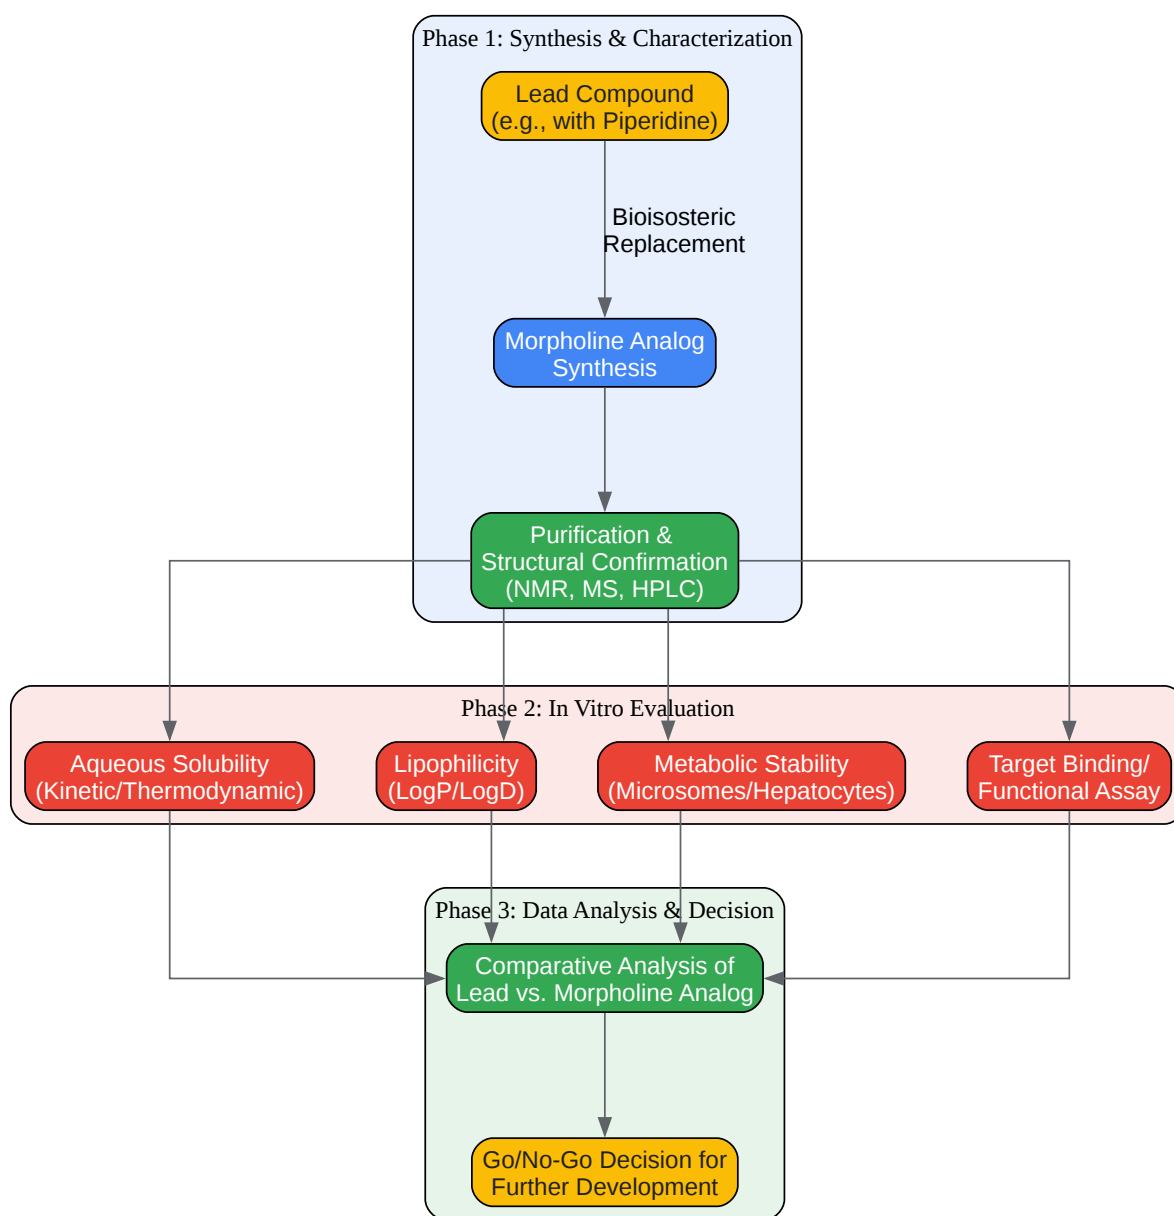 Phase 1: Synthesis & Characterization
Lead Compound
(e.g., with Piperidine)
Bioisosteric
Replacement
Morpholine Analog
Synthesis
Purification &
Structural Confirmation
(NMR, MS, HPLC)
Phase 2: In Vitro Evaluation
Aqueous Solubility
(Kinetic/Thermodynamic)
Lipophilicity
(LogP/LogD)
Metabolic Stability
(Microsomes/Hepatocytes)
Target Binding/
Functional Assay
Phase 3: Data Analysis & Decision
Comparative Analysis of
Lead vs. Morpholine Analog
Go/No-Go Decision for
Further Development